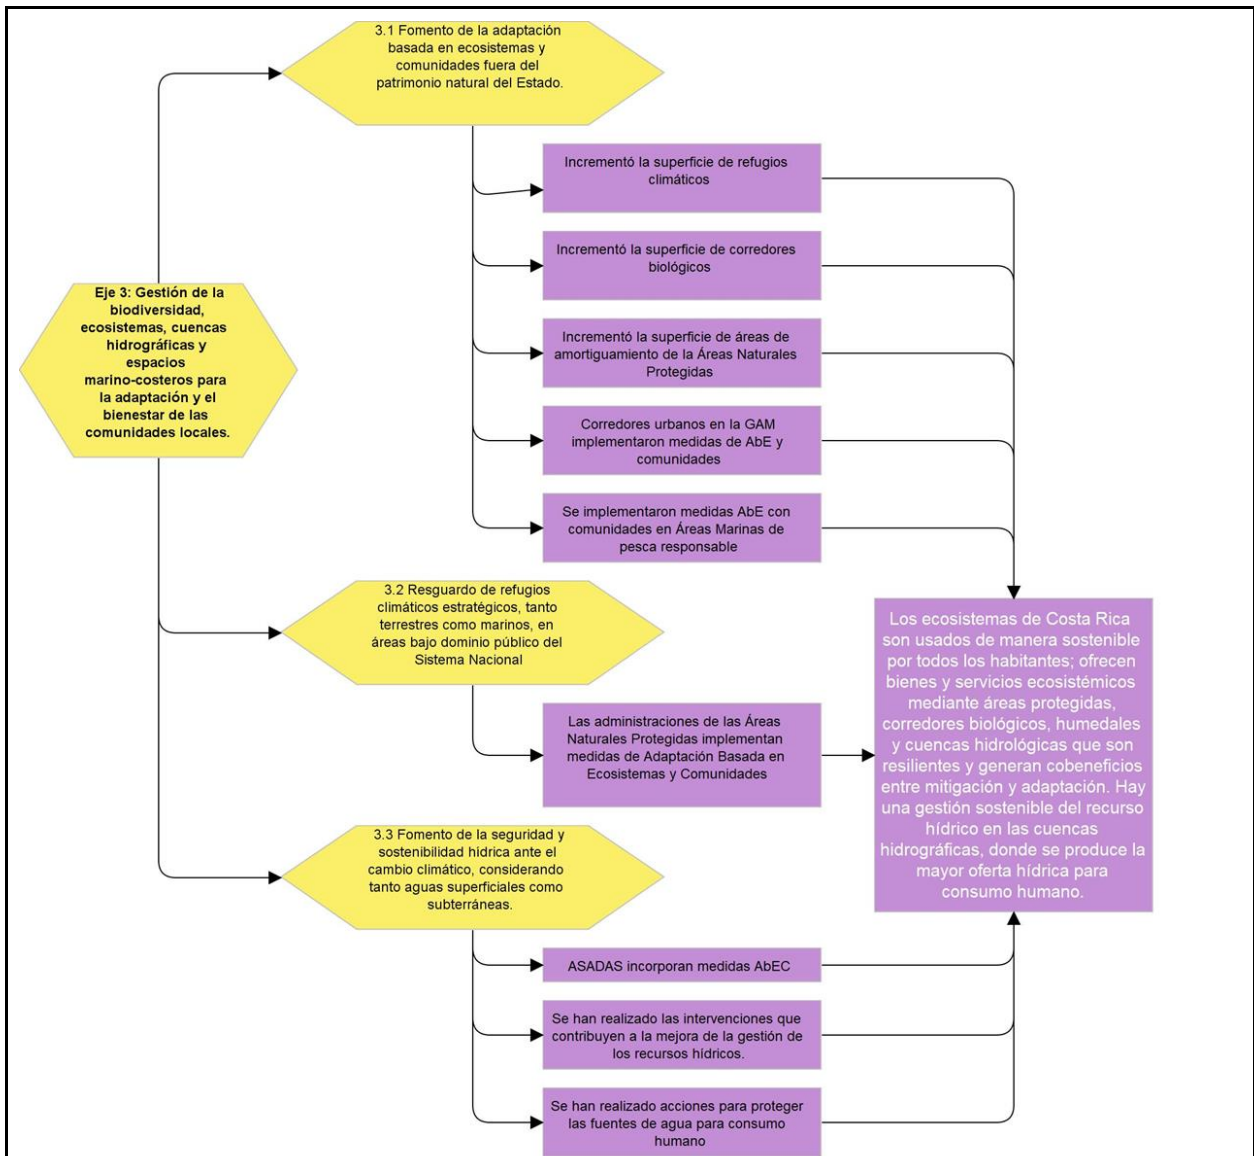 3.1 Fomento de la adaptación
basada en ecosistemas y
comunidades fuera del
patrimonio natural del Estado.
Incrementó la superficie de refugios
climáticos
Incrementó la superficie de corredores
biológicos
Eje 3: Gestión de la
biodiversidad,
ecosistemas, cuencas
hidrográficas y
espacios
marino-costeros para
la adaptación y el
bienestar de las
comunidades locales.
Incrementó la superficie de áreas de
amortiguamiento de la Áreas Naturales
Protegidas
Corredores urbanos en la GAM
implementaron medidas de AbE y
comunidades
Se implementaron medidas AbE con
comunidades en Áreas Marinas de
pesca responsable
3.2 Resguardo de refugios
climáticos estratégicos, tanto
terrestres como marinos, en
áreas bajo dominio público del
Sistema Nacional
Las administraciones de las Áreas
Naturales Protegidas implementan
medidas de Adaptación Basada en
Ecosistemas y Comunidades
Los ecosistemas de Costa Rica
son usados de manera sostenible
por todos los habitantes; ofrecen
bienes y servicios ecosistémicos
mediante áreas protegidas,
corredores biológicos, humedales
y cuencas hidrológicas que son
resilientes y generan cobeneficios
entre mitigación y adaptación. Hay
una gestión sostenible del recurso
hídrico en las cuencas
hidrográficas, donde se produce la
mayor oferta hídrica para
consumo humano.
3.3 Fomento de la seguridad y
sostenibilidad hídrica ante el
cambio climático, considerando
tanto aguas superficiales como
subterráneas.
ASADAS incorporan medidas AbEC
Se han realizado las intervenciones que
contribuyen a la mejora de la gestión de
los recursos hídricos.
Se han realizado acciones para proteger
las fuentes de agua para consumo
humano